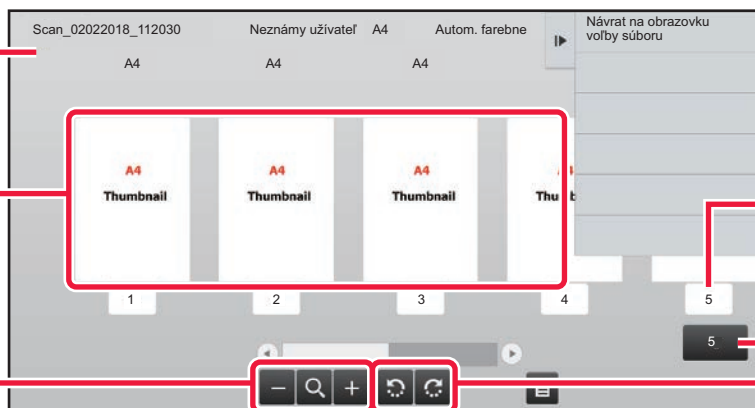 Scan_02022018_112030 Neznámy užívateľ A4 Autom. farebne
Návrat na obrazovku
voľby súboru
A4 A4 A4
A4 A4 A4
Thumbnail Thumbnail Thumbnail
1 2 3 4 5
5